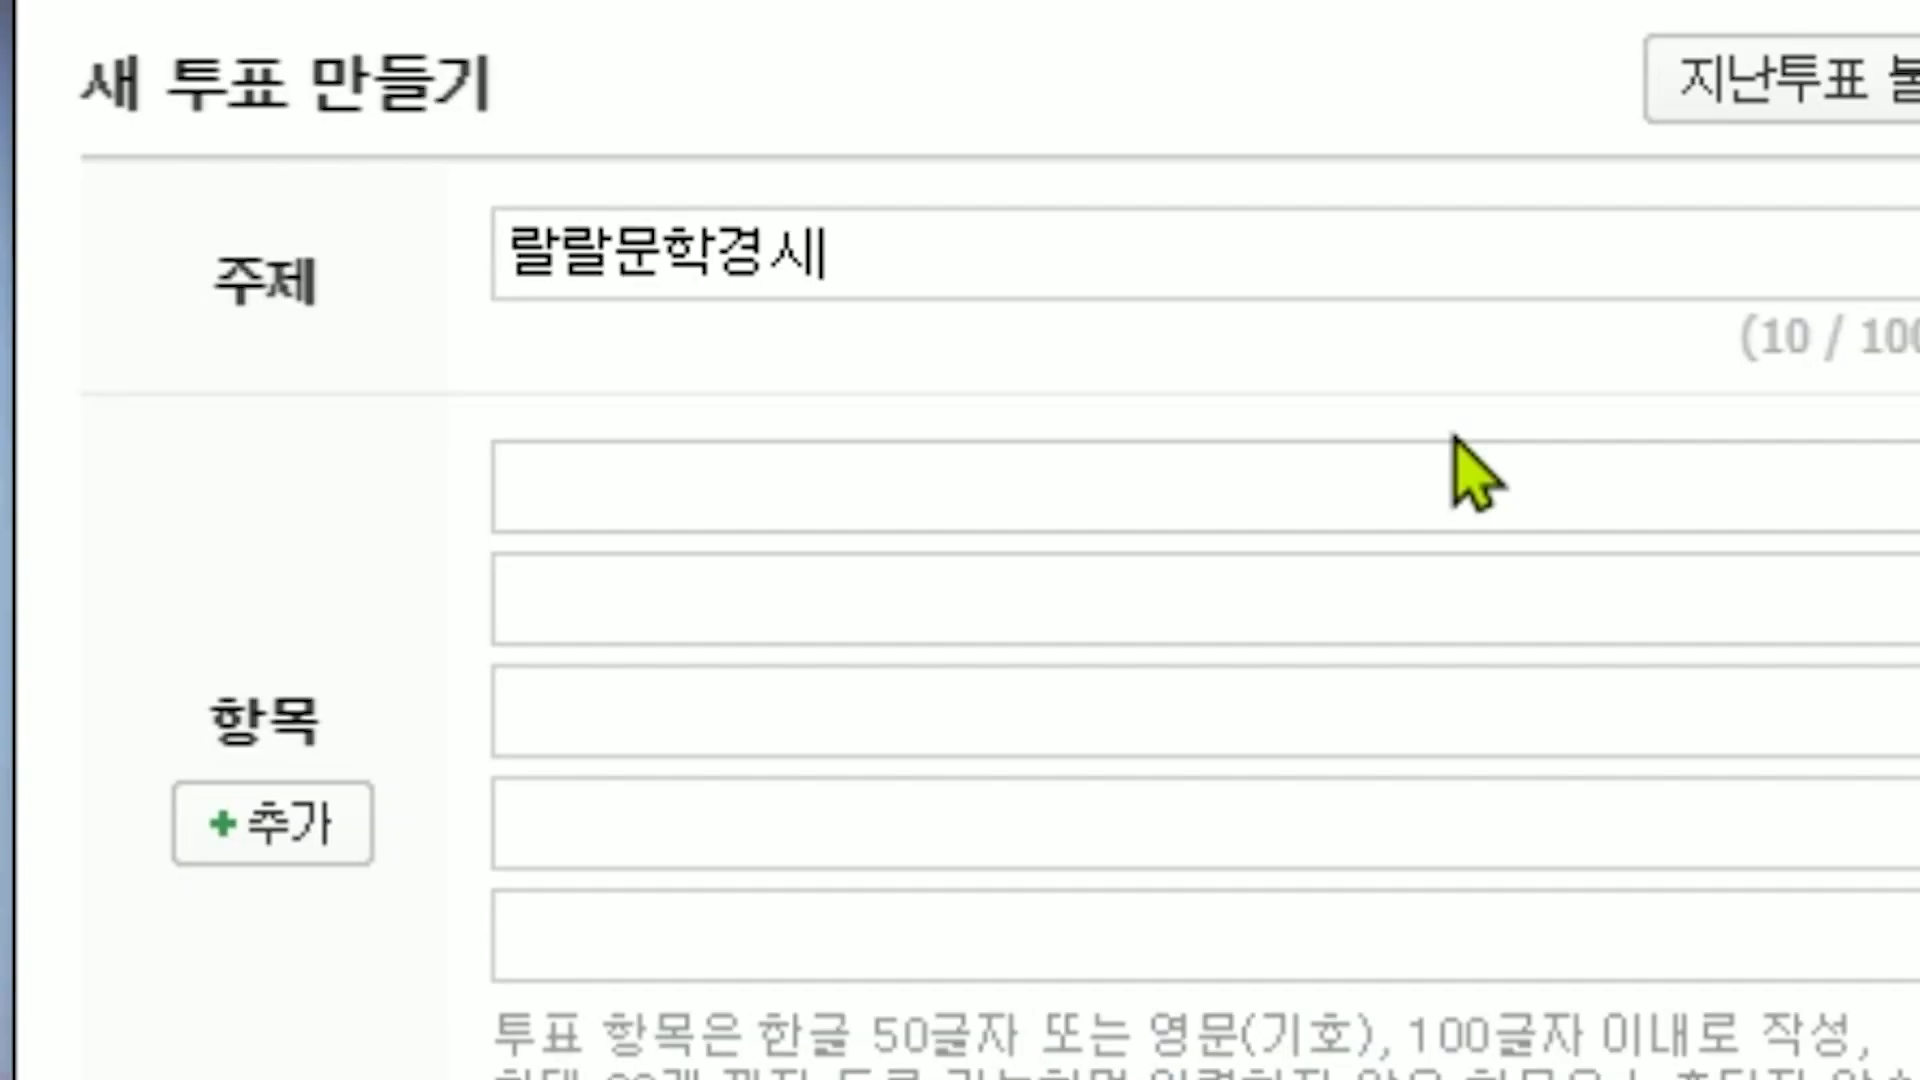 새 투표 만들기
지난투표
주제
랄랄문학경시
(10 / 100
항목
+추가
투표 항목은 한글 50글자 또는 영문(기호), 100글자 이내로 작성,